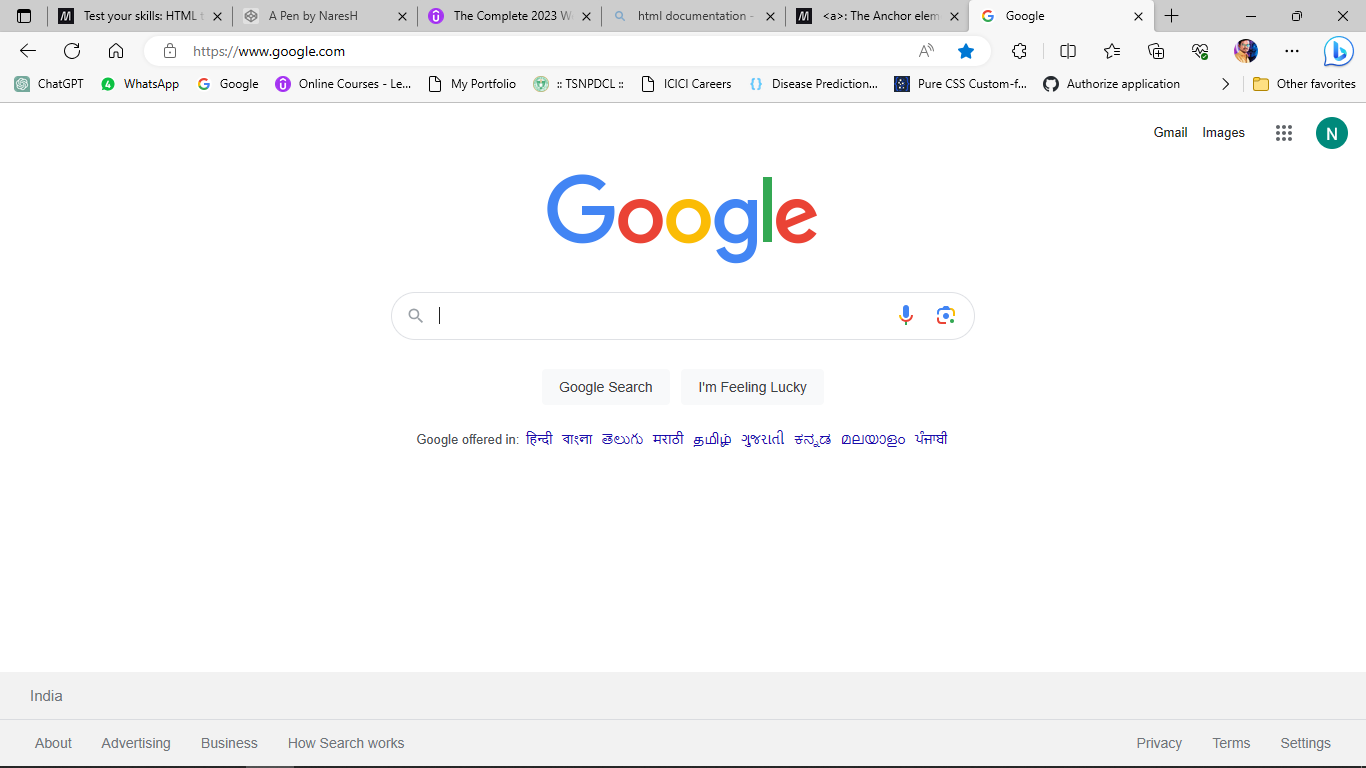 Test your skills: HTML t
A Pen by NaresH
The Complete 2023 W
html documentation -
<a>: The Anchor elem
Google
https://www.google.com
ChatGPT
4
WhatsApp
Google
Online Courses - Le...
My Portfolio
:: TSNPDCL ::
ICICI Careers
Disease Prediction...
Pure CSS Custom-f...
Authorize application
Other favorites
Gmail Images N
Google
Google Search I'm Feeling Lucky
Google offered in: हिन्दी বাংলা తెలుగు मराठी தமிழ் ગુજરાતી ಕನ್ನಡ മലയാളം ਪੰਜਾਬੀ
India
About Advertising Business How Search works Privacy Terms Settings